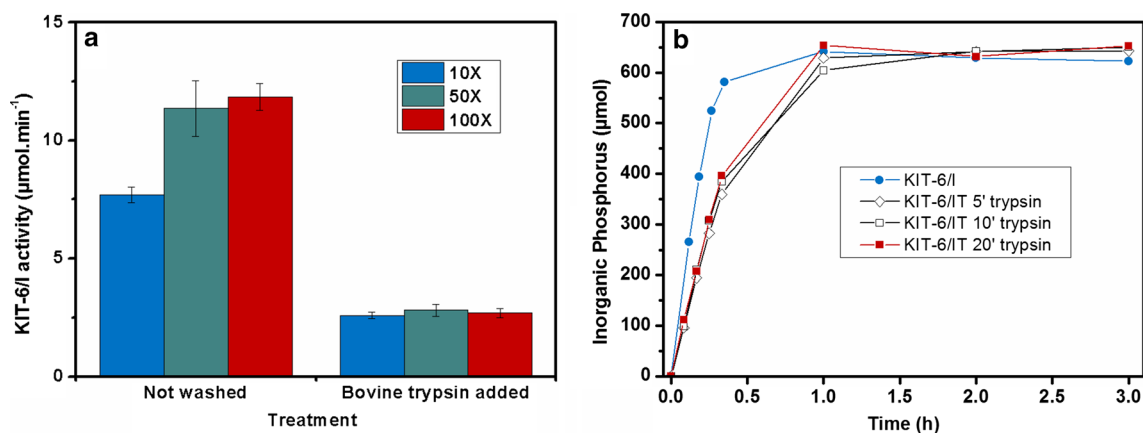 a
KIT-6/I activity (µmol.min⁻¹)
15
10
5
0
10X
50X
100X
Not washed
Bovine trypsin added
Treatment
b
Inorganic Phosphorus (µmol)
700
600
500
400
300
200
100
0
KIT-6/I
KIT-6/IT 5' trypsin
KIT-6/IT 10' trypsin
KIT-6/IT 20' trypsin
0.0 0.5 1.0 1.5 2.0 2.5 3.0
Time (h)